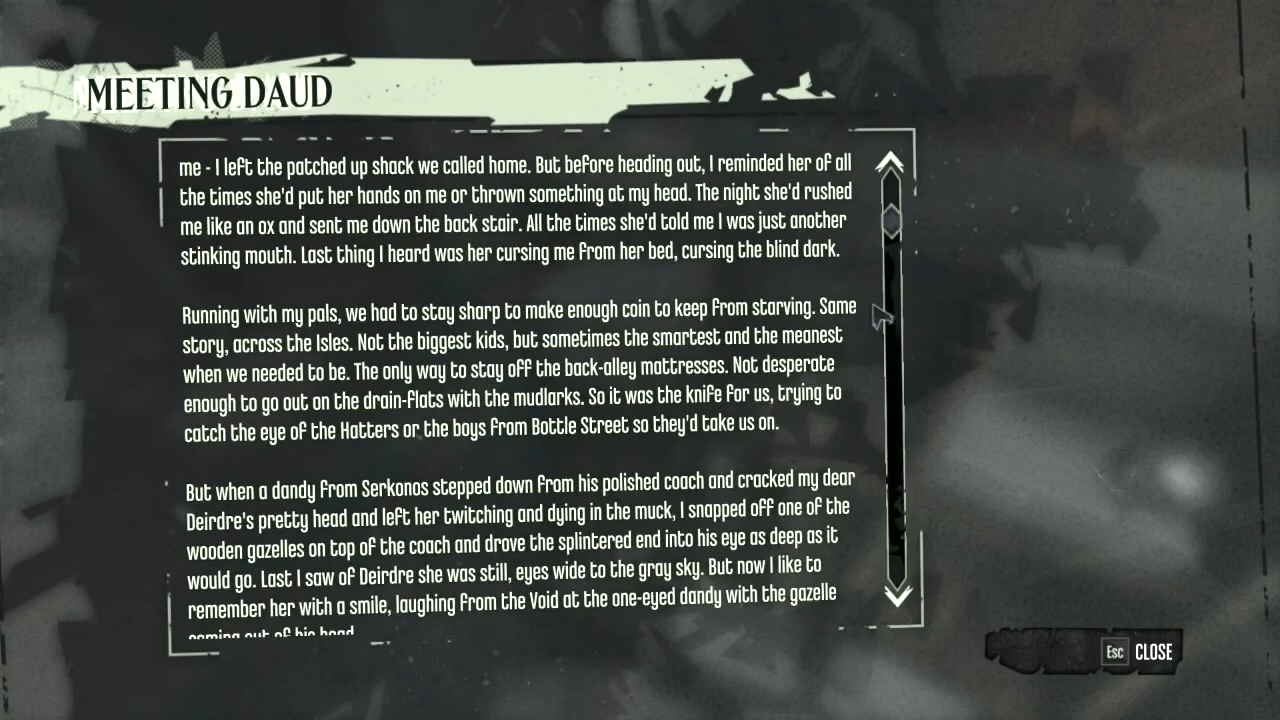 MEETING DAUD
me - I left the patched up shack we called home. But before heading out, I reminded her of all
the times she'd put her hands on me or thrown something at my head. The night she'd rushed
me like an ox and sent me down the back stair. All the times she'd told me I was just another
stinking mouth. Last thing I heard was her cursing me from her bed, cursing the blind dark.
Running with my pals, we had to stay sharp to make enough coin to keep from starving. Same
story, across the Isles. Not the biggest kids, but sometimes the smartest and the meanest
when we needed to be. The only way to stay off the back-alley mattresses. Not desperate
enough to go out on the drain-flats with the mudlarks. So it was the knife for us, trying to
catch the eye of the Hatters or the boys from Bottle Street so they'd take us on.
But when a dandy from Serkonos stepped down from his polished coach and cracked my dear
Deirdre's pretty head and left her twitching and dying in the muck, I snapped off one of the
wooden gazelles on top of the coach and drove the splintered end into his eye as deep as it
would go. Last I saw of Deirdre she was still, eyes wide to the gray sky. But now I like to
remember her with a smile, laughing from the Void at the one-eyed dandy with the gazelle
coming out of his head.
Esc CLOSE